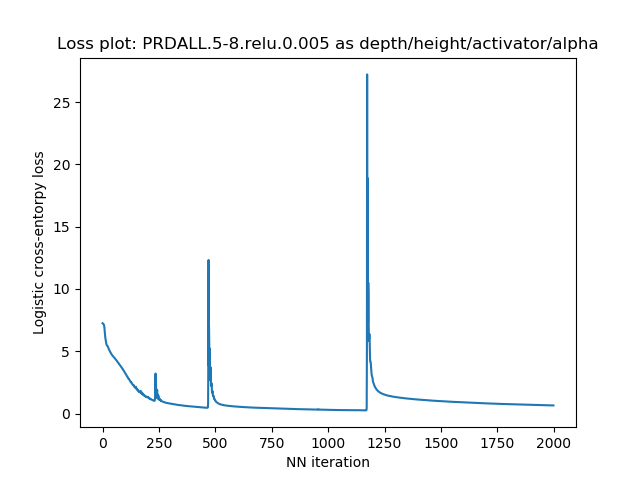 Loss plot: PRDALL.5-8.relu.0.005 as depth/height/activator/alpha
25
20
15
10
5
0
Logistic cross-entorpy loss
0 250 500 750 1000 1250 1500 1750 2000
NN iteration